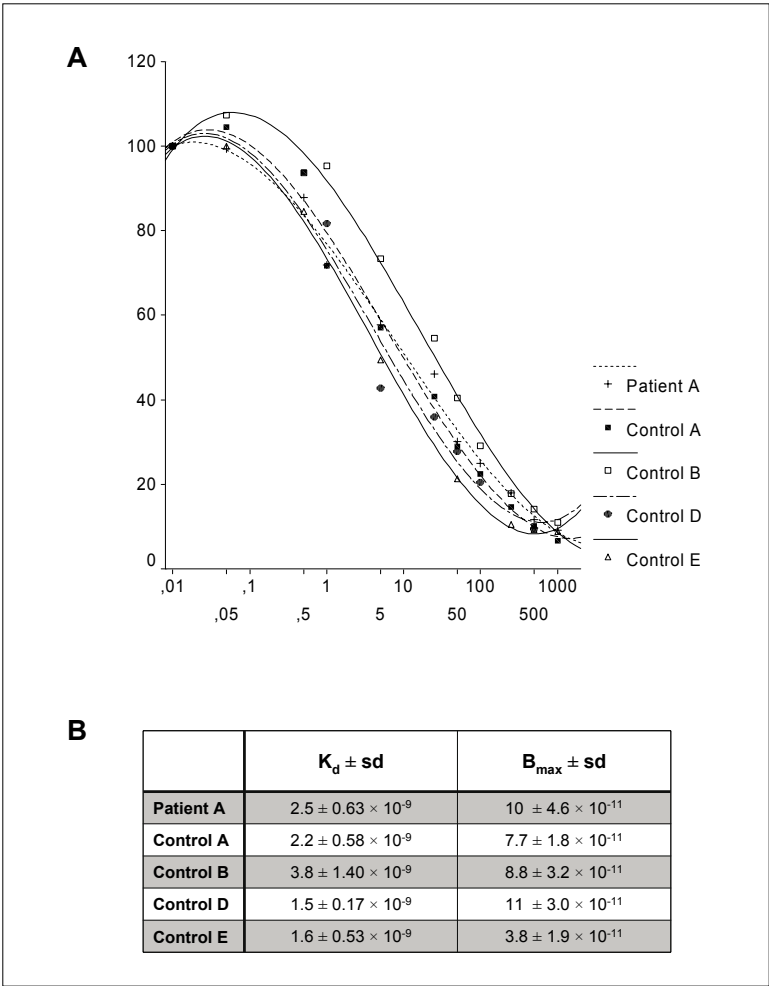 A
120
100
80
60
40
20
0
,01 ,1 1 10 100 1000
,05 ,5 5 50 500
Patient A
Control A
Control B
Control D
Control E
B
K_d ± sd B_max ± sd
Patient A 2.5 ± 0.63 × 10⁻⁹ 10 ± 4.6 × 10⁻¹¹
Control A 2.2 ± 0.58 × 10⁻⁹ 7.7 ± 1.8 × 10⁻¹¹
Control B 3.8 ± 1.40 × 10⁻⁹ 8.8 ± 3.2 × 10⁻¹¹
Control D 1.5 ± 0.17 × 10⁻⁹ 11 ± 3.0 × 10⁻¹¹
Control E 1.6 ± 0.53 × 10⁻⁹ 3.8 ± 1.9 × 10⁻¹¹